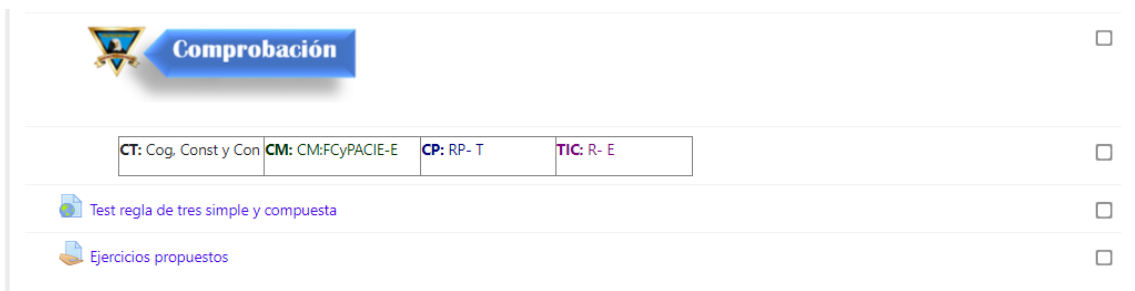 Comprobación
CT: Cog, Const y Con CM: CM:FCyPACIE-E CP: RP- T TIC: R- E
Test regla de tres simple y compuesta
Ejercicios propuestos